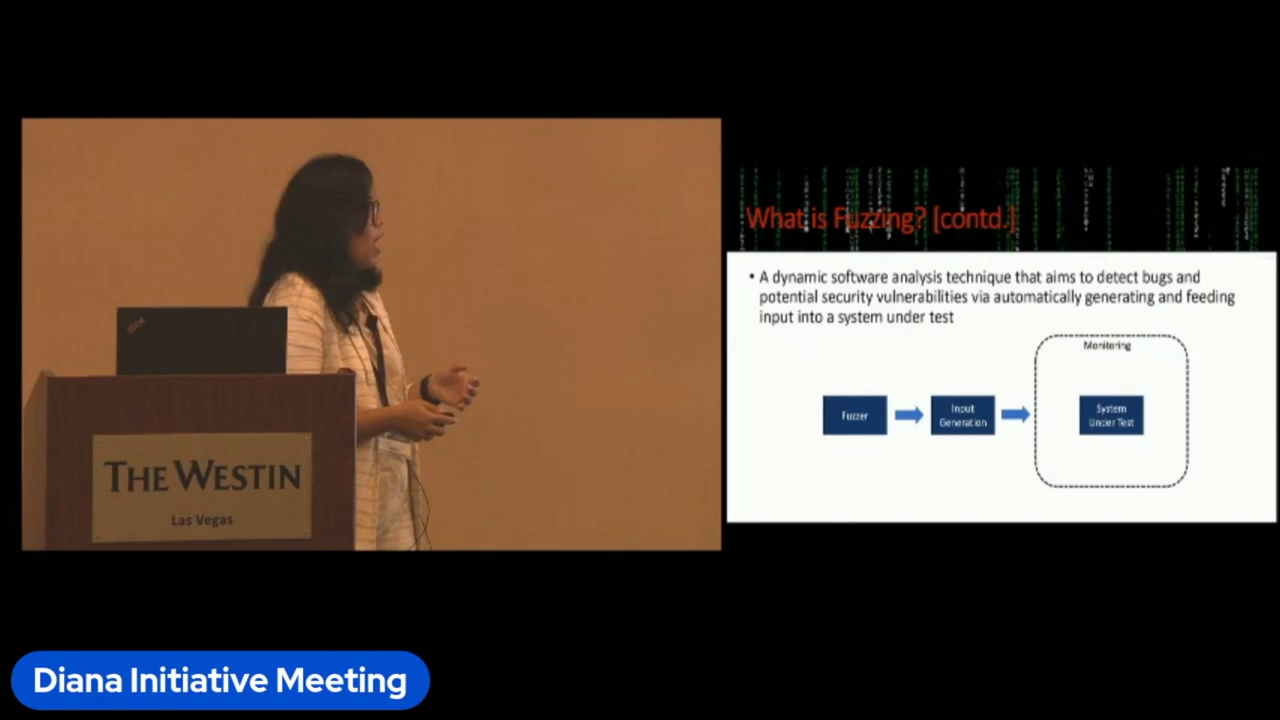 What is Fuzzing? [contd.]
• A dynamic software analysis technique that aims to detect bugs and
potential security vulnerabilities via automatically generating and feeding
input into a system under test
Monitoring
Fuzzer
Input
Generation
System
Under Test
THE WESTIN
Las Vegas
Diana Initiative Meeting